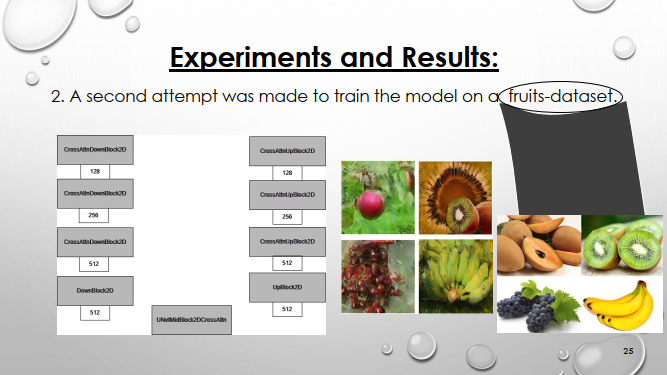 Experiments and Results:
2. A second attempt was made to train the model on a fruits-dataset.
CrossAttnDownBlock2D
128
CrossAttnDownBlock2D
256
CrossAttnDownBlock2D
512
DownBlock2D
512
UNetMidBlock2DCrossAttn
CrossAttnUpBlock2D
128
CrossAttnUpBlock2D
256
CrossAttnUpBlock2D
512
UpBlock2D
512
25